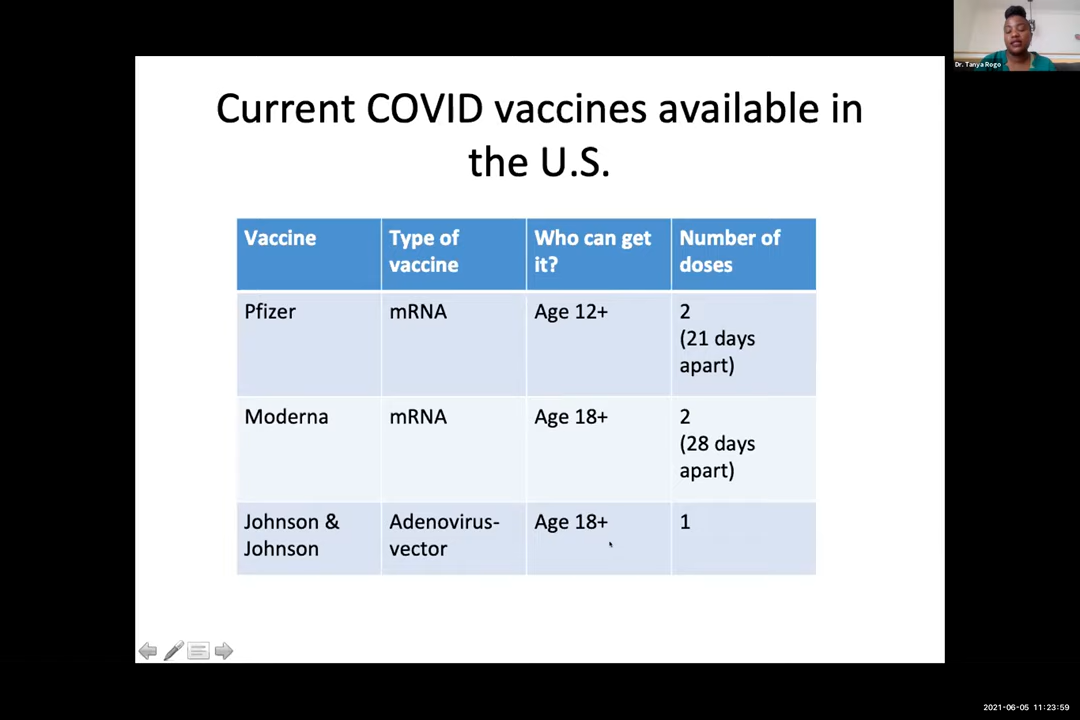 Dr. Tanya Rogo
Current COVID vaccines available in
the U.S.
Vaccine
Type of
vaccine
Who can get
it?
Number of
doses
Pfizer
mRNA
Age 12+
2
(21 days
apart)
Moderna
mRNA
Age 18+
2
(28 days
apart)
Johnson &
Johnson
Adenovirus-
vector
Age 18+
1
2021-06-05 11:23:59